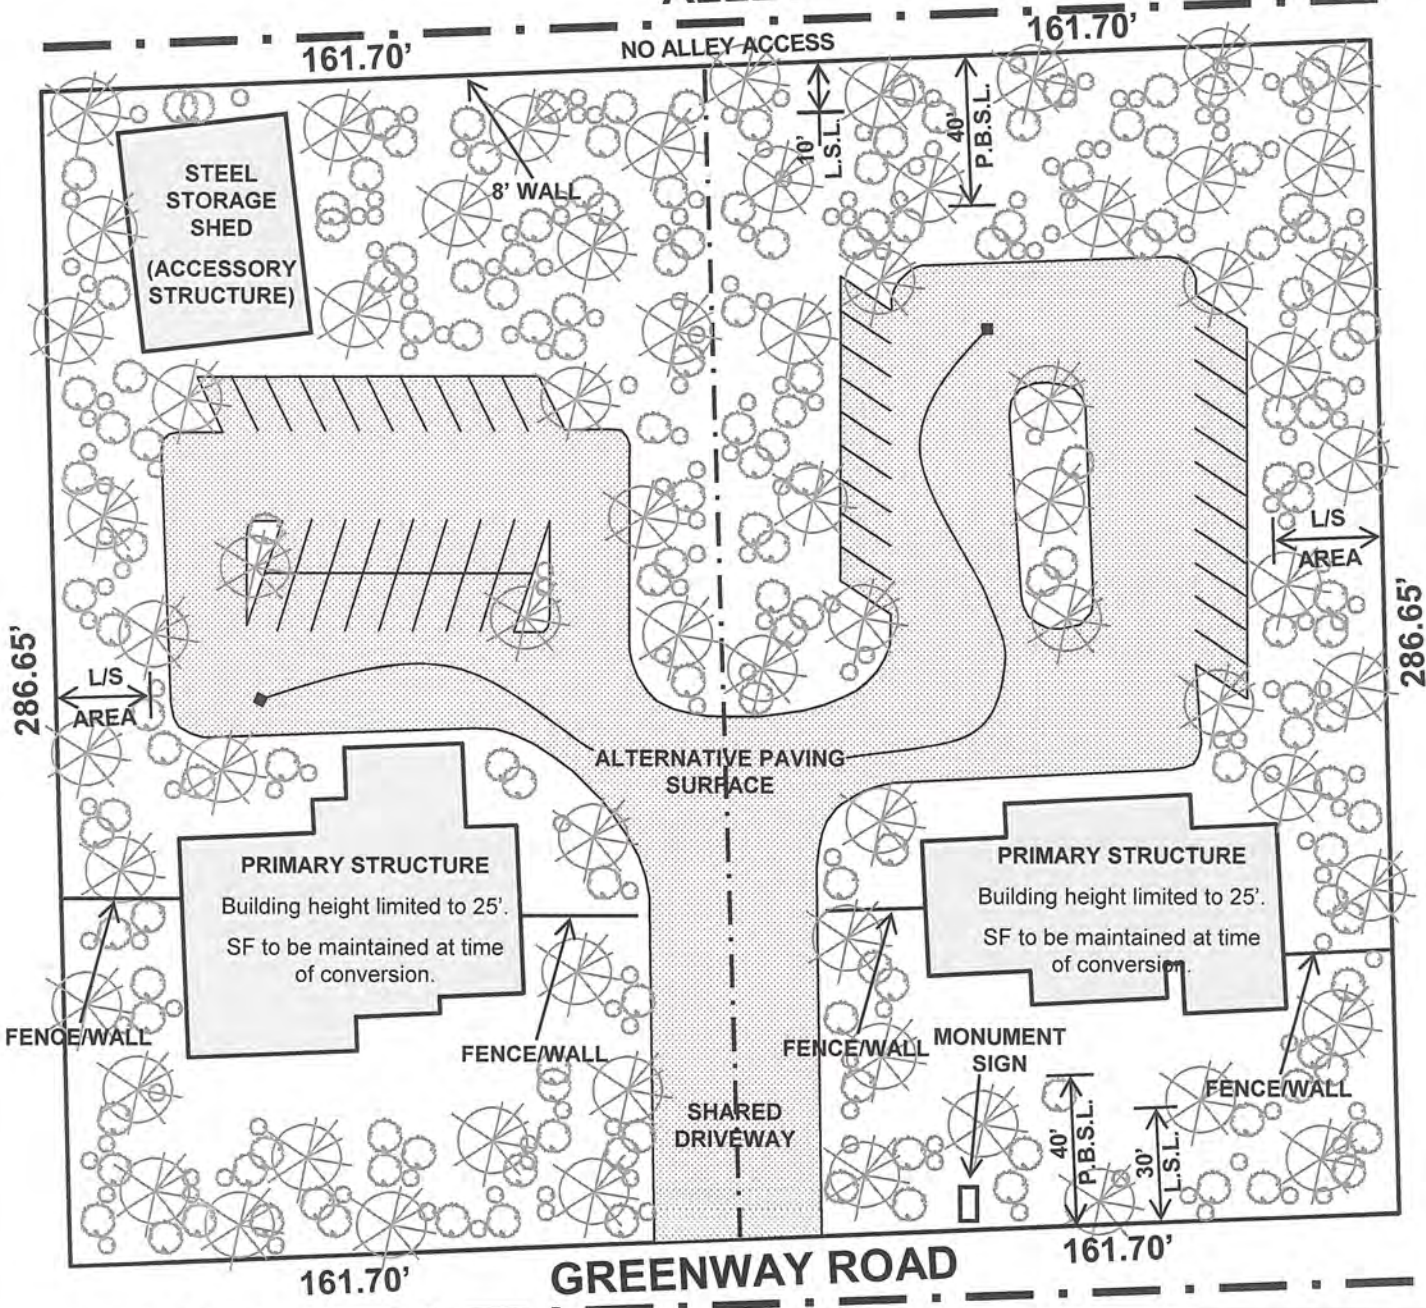 161.70'
NO ALLEY ACCESS
161.70'
10'
L.S.L.
40'
P.B.S.L.
STEEL
STORAGE
SHED
(ACCESSORY
STRUCTURE)
8' WALL
L/S
AREA
286.65'
286.65'
L/S
AREA
ALTERNATIVE PAVING
SURFACE
PRIMARY STRUCTURE
Building height limited to 25'.
SF to be maintained at time
of conversion.
PRIMARY STRUCTURE
Building height limited to 25'.
SF to be maintained at time
of conversion.
FENCE/WALL
FENCE/WALL
FENCE/WALL
MONUMENT
SIGN
FENCE/WALL
SHARED
DRIVEWAY
40'
P.B.S.L.
30'
L.S.L.
161.70'
GREENWAY ROAD
161.70'